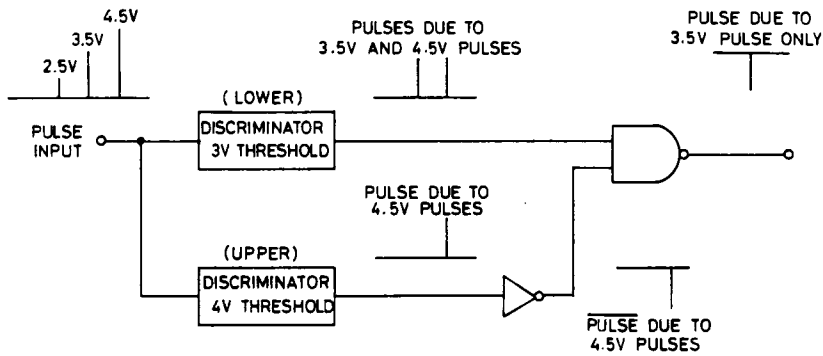 4.5V
3.5V
2.5V
PULSES DUE TO
3.5V AND 4.5V PULSES
PULSE DUE TO
3.5V PULSE ONLY
(LOWER)
DISCRIMINATOR
3V THRESHOLD
PULSE
INPUT
PULSE DUE TO
4.5V PULSES
(UPPER)
DISCRIMINATOR
4V THRESHOLD
PULSE DUE TO
4.5V PULSES